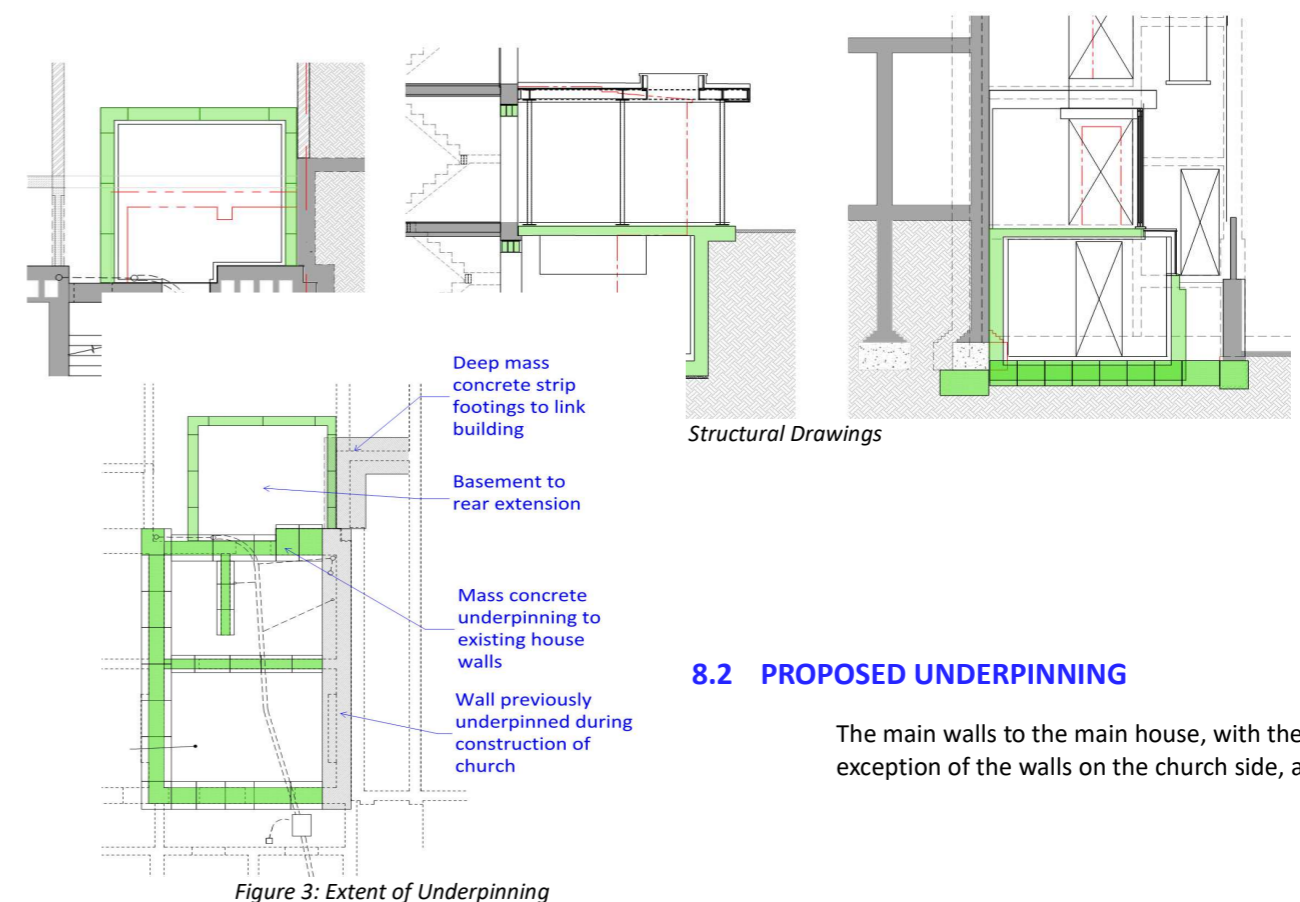 Deep mass
concrete strip
footings to link
building
Structural Drawings
Basement to
rear extension
Mass concrete
underpinning to
existing house
walls
Wall previously
underpinned during
construction of
church
8.2 PROPOSED UNDERPINNING
The main walls to the main house, with the
exception of the walls on the church side, a
Figure 3: Extent of Underpinning